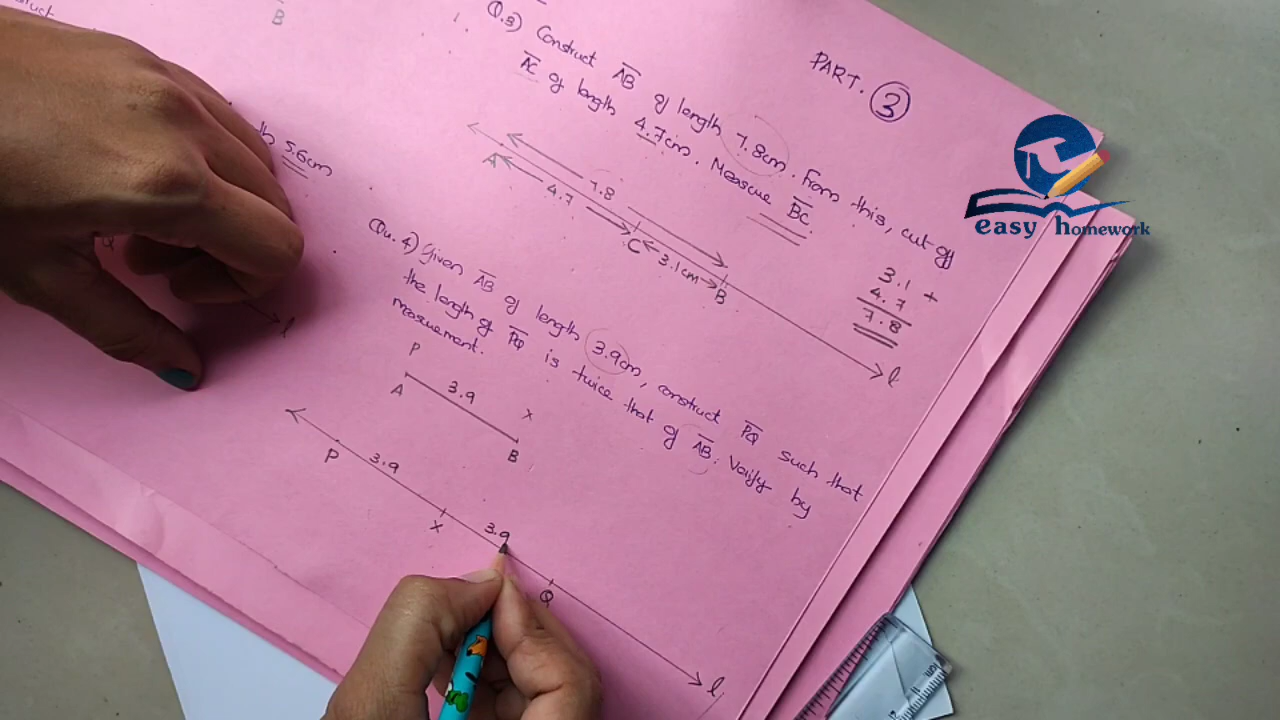 PART. 3
Q.3) Construct AB of length 7.8cm. From this, cut off
AC of length 4.7cm. Measure BC.
7.8
A
4.7
C
3.1cm
B
l
3.1 +
4.7
7.8
Qu. 4) Given AB of length 3.9cm, construct PQ such that
the length of PQ is twice that of AB. Verify by
measurement.
P
A
3.9
X
B
P
3.9
X
3.9
Q
l
B
5.6cm
Q
l
easy homework